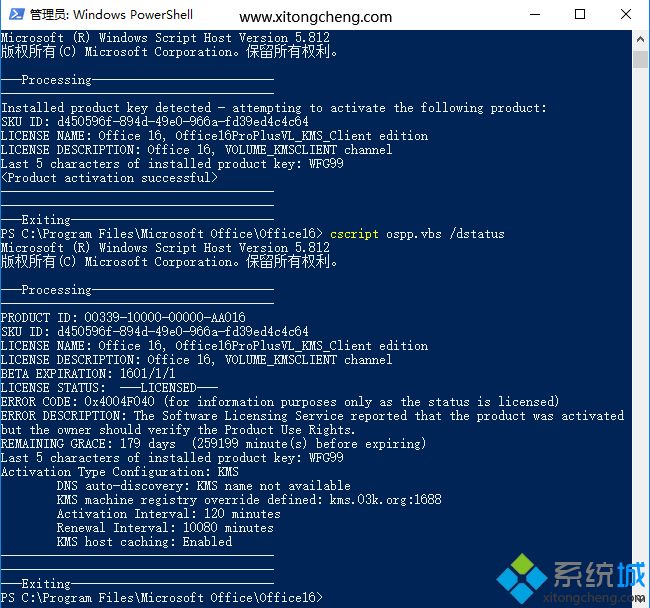 管理员: Windows PowerShell
www.xitongcheng.com
Microsoft (R) Windows Script Host Version 5.812
版权所有(C) Microsoft Corporation。保留所有权利。
---Processing--------------------------
---------------------------------------
Installed product key detected - attempting to activate the following product:
SKU ID: d450596f-894d-49e0-966a-fd39ed4c4c64
LICENSE NAME: Office 16, Office16ProPlusVL_KMS_Client edition
LICENSE DESCRIPTION: Office 16, VOLUME_KMSCLIENT channel
Last 5 characters of installed product key: WFG99
<Product activation successful>
---------------------------------------
---------------------------------------
---Exiting-----------------------------
PS C:\Program Files\Microsoft Office\Office16> cscript ospp.vbs /dstatus
Microsoft (R) Windows Script Host Version 5.812
版权所有(C) Microsoft Corporation。保留所有权利。
---Processing--------------------------
---------------------------------------
PRODUCT ID: 00339-10000-00000-AA016
SKU ID: d450596f-894d-49e0-966a-fd39ed4c4c64
LICENSE NAME: Office 16, Office16ProPlusVL_KMS_Client edition
LICENSE DESCRIPTION: Office 16, VOLUME_KMSCLIENT channel
BETA EXPIRATION: 1601/1/1
LICENSE STATUS:  ---LICENSED---
ERROR CODE: 0x4004F040 (for information purposes only as the status is licensed)
ERROR DESCRIPTION: The Software Licensing Service reported that the product was activated
but the owner should verify the Product Use Rights.
REMAINING GRACE: 179 days  (259199 minute(s) before expiring)
Last 5 characters of installed product key: WFG99
Activation Type Configuration: KMS
DNS auto-discovery: KMS name not available
KMS machine registry override defined: kms.03k.org:1688
Activation Interval: 120 minutes
Renewal Interval: 10080 minutes
KMS host caching: Enabled
---------------------------------------
---------------------------------------
---Exiting-----------------------------
PS C:\Program Files\Microsoft Office\Office16>
系统城
xitongcheng.com